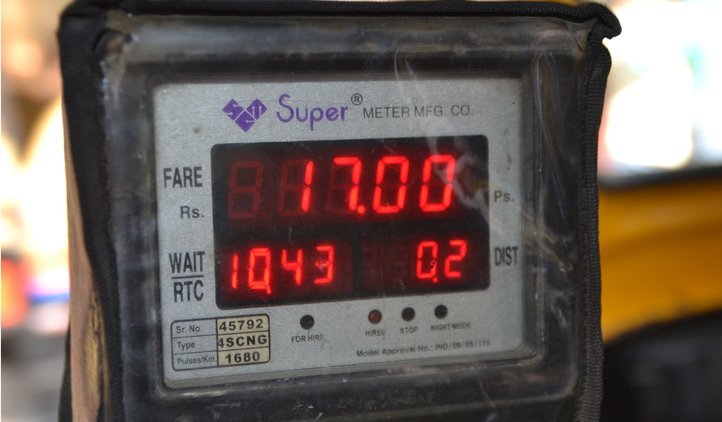 Super® METER MFG. CO.
FARE 17.00
Rs. Ps.
WAIT 10.43 0.2 DIST
RTC
Sr. No. 45792
Type 4SCNG
Pulses/Km. 1680
FOR HIRE HIRED STOP NIGHT MODE
Model Approval No.: IND/09/05/115